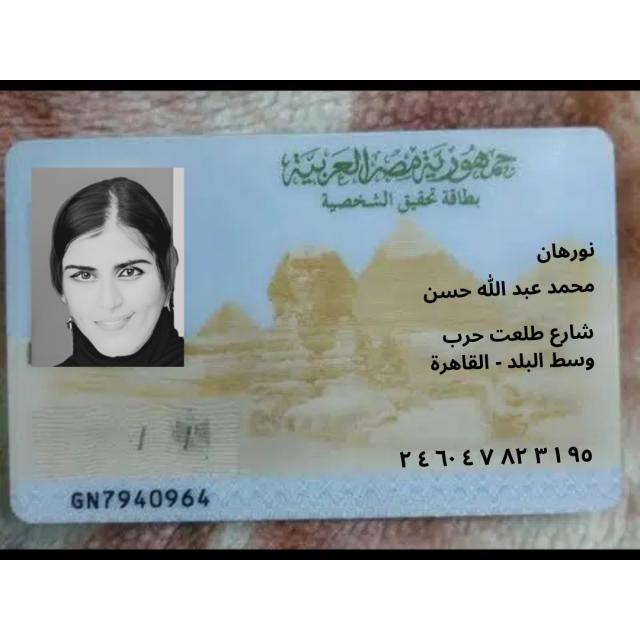 جمهورية مصر العربية
بطاقة تحقيق الشخصية
نورهان
محمد عبد الله حسن
شارع طلعت حرب
وسط البلد - القاهرة
٢٤٦٠٤٧٨٢٣١٩٥
GN7940964